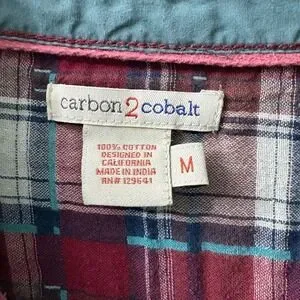 carbon2cobalt
100% COTTON
DESIGNED IN
CALIFORNIA
MADE IN INDIA
RN# 129641
M